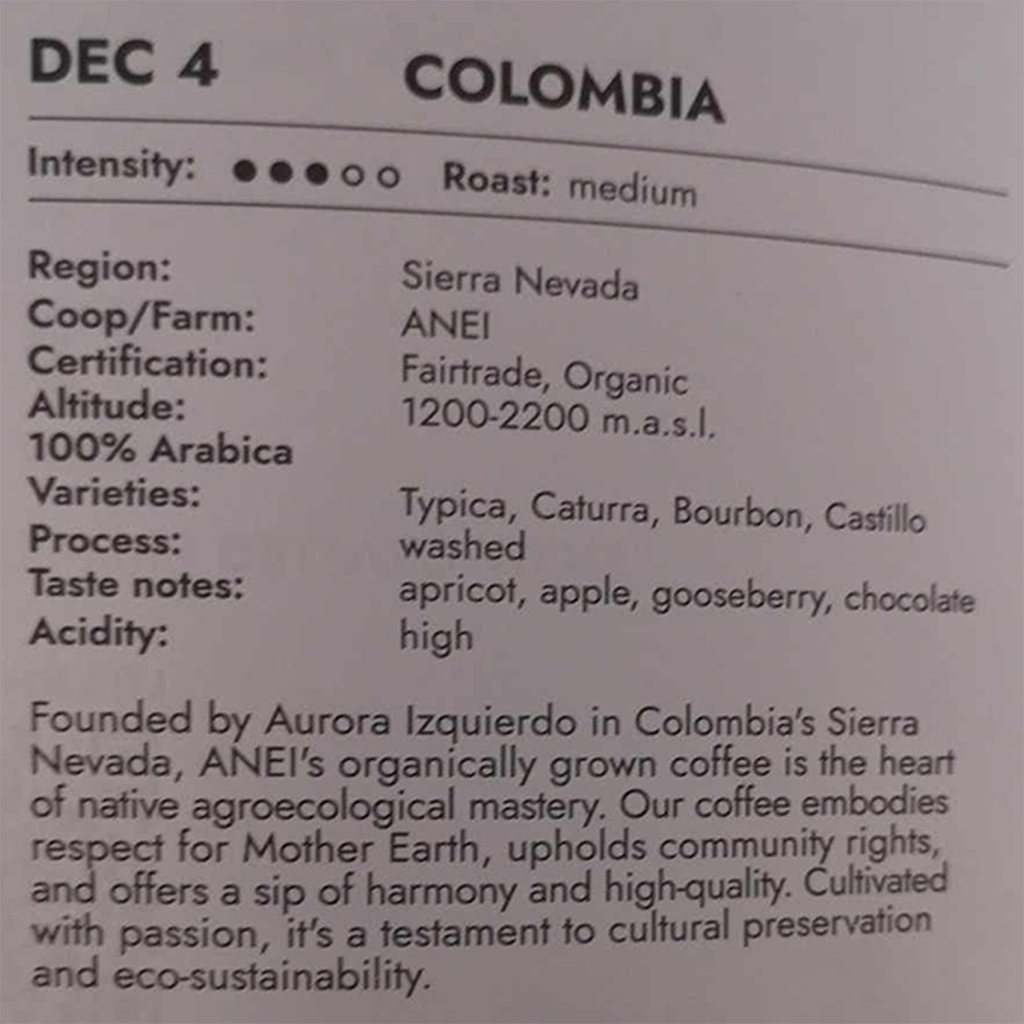 DEC 4 COLOMBIA
Intensity: ●●●○○ Roast: medium
Region: Sierra Nevada
Coop/Farm: ANEI
Certification: Fairtrade, Organic
Altitude: 1200-2200 m.a.s.l.
100% Arabica
Varieties: Typica, Caturra, Bourbon, Castillo
Process: washed
Taste notes: apricot, apple, gooseberry, chocolate
Acidity: high
Founded by Aurora Izquierdo in Colombia's Sierra
Nevada, ANEI's organically grown coffee is the heart
of native agroecological mastery. Our coffee embodies
respect for Mother Earth, upholds community rights,
and offers a sip of harmony and high-quality. Cultivated
with passion, it's a testament to cultural preservation
and eco-sustainability.